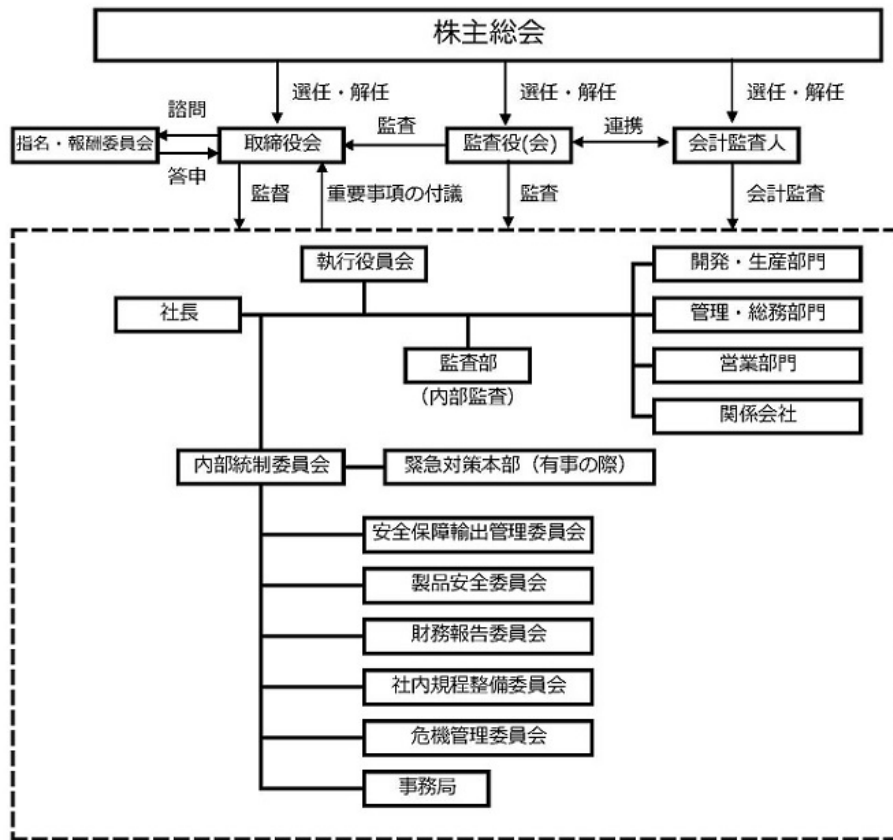 株主総会
選任・解任
選任・解任
選任・解任
諮問
監査
連携
指名・報酬委員会
取締役会
監査役(会)
会計監査人
答申
監督
重要事項の付議
監査
会計監査
執行役員会
開発・生産部門
社長
管理・総務部門
監査部
(内部監査)
営業部門
関係会社
内部統制委員会
緊急対策本部（有事の際）
安全保障輸出管理委員会
製品安全委員会
財務報告委員会
社内規程整備委員会
危機管理委員会
事務局